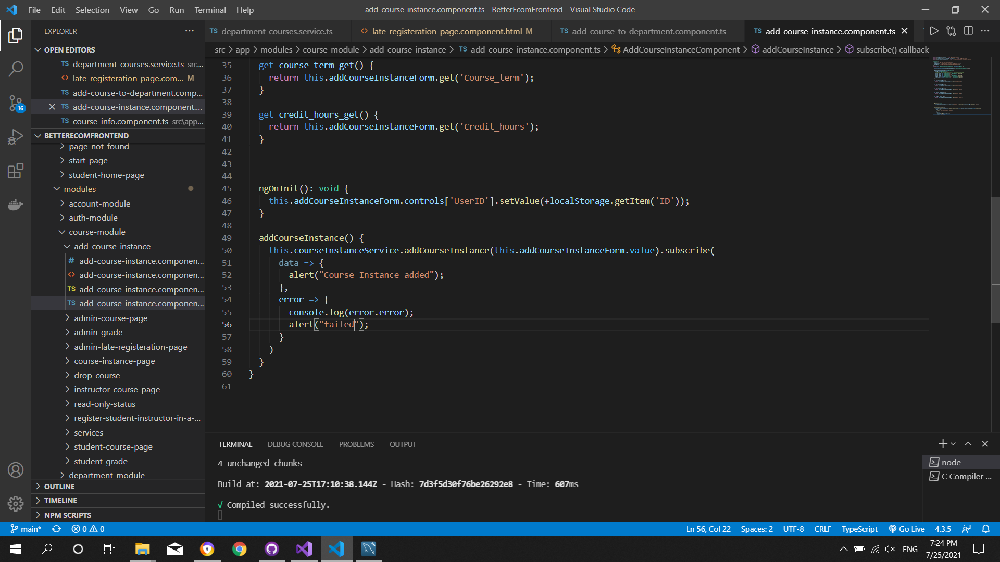 File Edit Selection View Go Run Terminal Help
add-course-instance.component.ts - BetterEcomFrontend - Visual Studio Code
EXPLORER
OPEN EDITORS
TS department-courses.service.ts src...
<> late-registeration-page.com... M
TS add-course-to-department.comp...
TS add-course-instance.component....
TS course-info.component.ts src\app...
BETTERECOMFRONTEND
page-not-found
start-page
student-home-page
modules
account-module
auth-module
course-module
add-course-instance
# add-course-instance.componen...
<> add-course-instance.componen...
TS add-course-instance.componen...
TS add-course-instance.componen...
admin-course-page
admin-grade
admin-late-registeration-page
course-instance-page
drop-course
instructor-course-page
read-only-status
register-student-instructor-in-a-...
services
student-course-page
student-grade
department-module
OUTLINE
TIMELINE
NPM SCRIPTS
16
TS department-courses.service.ts
<> late-registeration-page.component.html M
TS add-course-to-department.component.ts
TS add-course-instance.component.ts
src > app > modules > course-module > add-course-instance > TS add-course-instance.component.ts > AddCourseInstanceComponent > addCourseInstance > subscribe() callback
35 get course_term_get() {
36 return this.addCourseInstanceForm.get('Course_term');
37 }
38
39 get credit_hours_get() {
40 return this.addCourseInstanceForm.get('Credit_hours');
41 }
42
43
44
45 ngOnInit(): void {
46 this.addCourseInstanceForm.controls['UserID'].setValue(+localStorage.getItem('ID'));
47 }
48
49 addCourseInstance() {
50 this.courseInstanceService.addCourseInstance(this.addCourseInstanceForm.value).subscribe(
51 data => {
52 alert("Course Instance added");
53 },
54 error => {
55 console.log(error.error);
56 alert("failed");
57 }
58 )
59 }
60 }
61
TERMINAL DEBUG CONSOLE PROBLEMS OUTPUT
4 unchanged chunks
Build at: 2021-07-25T17:10:38.144Z - Hash: 7d3f5d30f76be26292e8 - Time: 607ms
√ Compiled successfully.
node
C Compiler ...
main* 0 0
Ln 56, Col 22 Spaces: 2 UTF-8 CRLF TypeScript Go Live 4.3.5
ENG
7:24 PM
7/25/2021